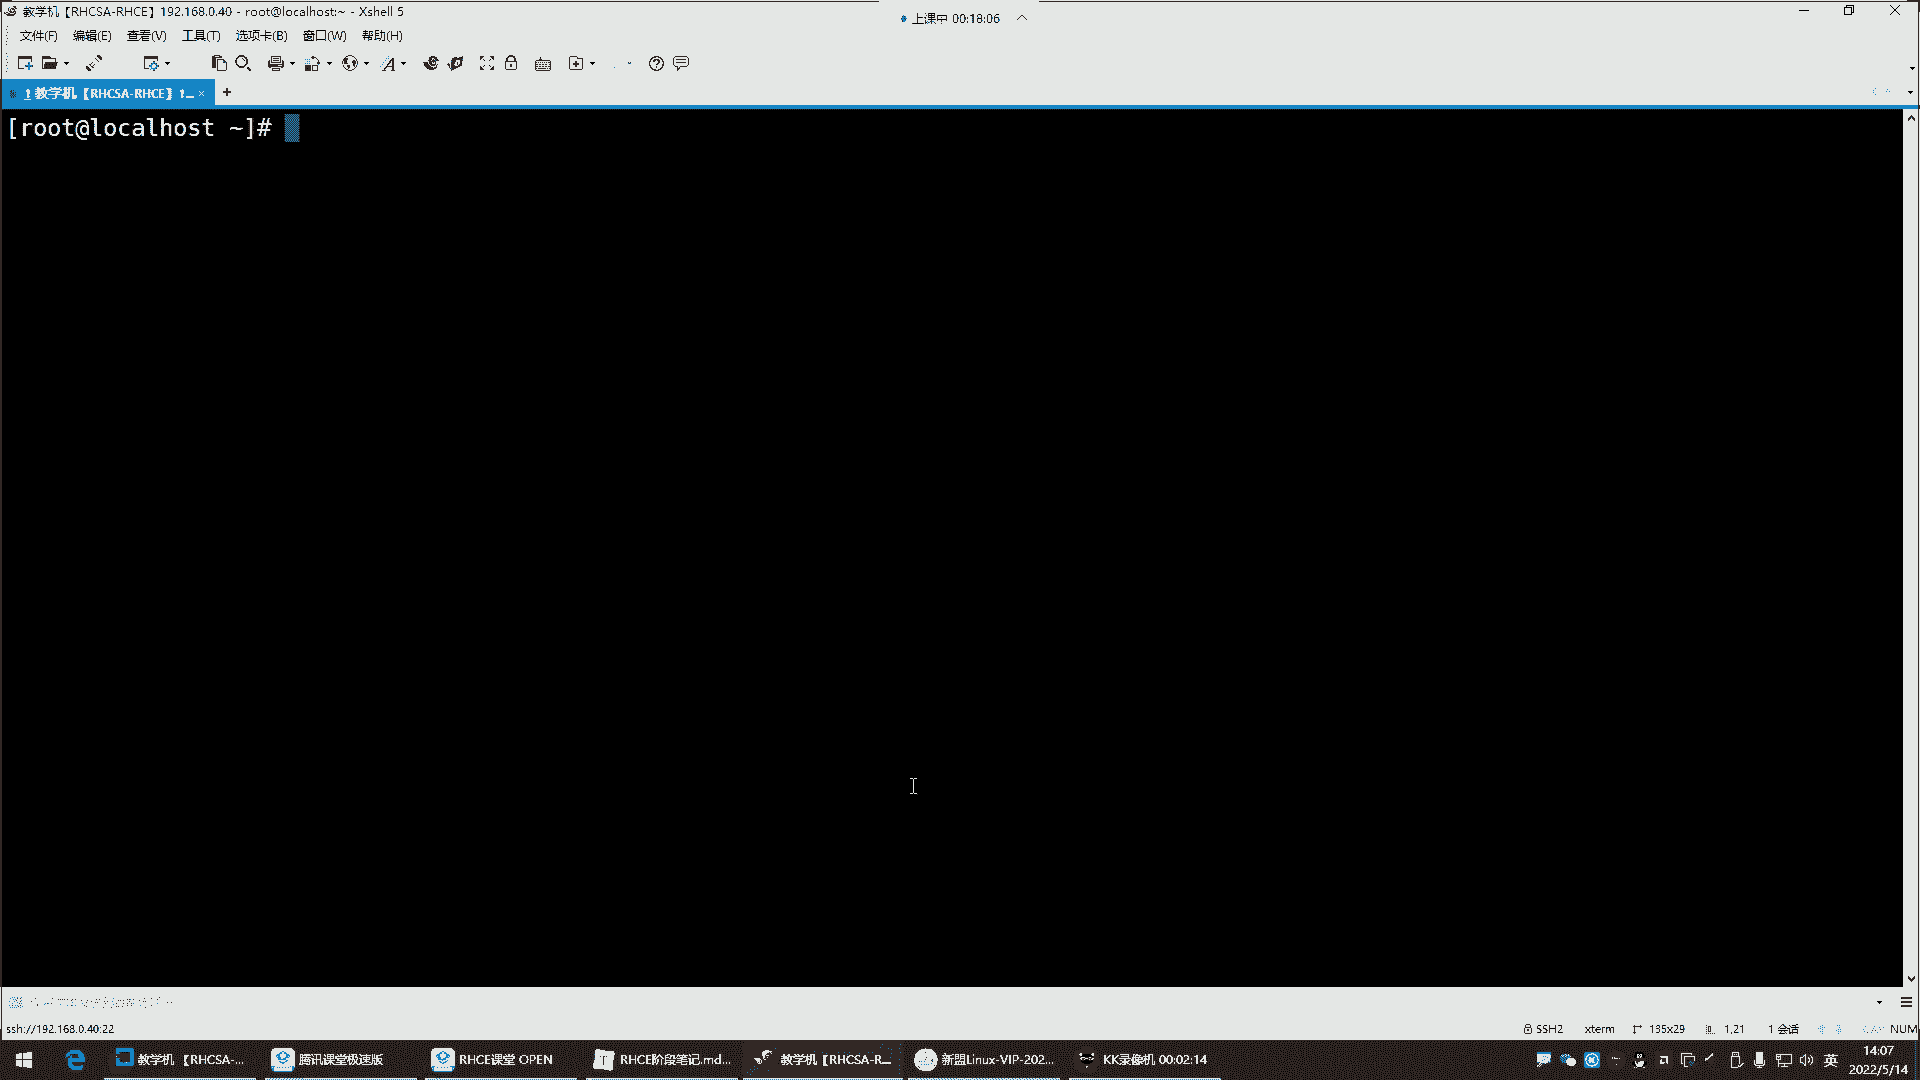 教学机【RHCSA-RHCE】192.168.0.40 - root@localhost:~ - Xshell 5
上课中 00:18:06
文件(F) 编辑(E) 查看(V) 工具(T) 选项卡(B) 窗口(W) 帮助(H)
1 教学机【RHCSA-RHCE】1... × +
[root@localhost ~]#
ssh://192.168.0.40:22
SSH2 xterm 135x29 1,21 1 会话 NUM
教学机 【RHCSA-... 腾讯课堂极速版 RHCE课堂 OPEN RHCE阶段笔记.md... 教学机【RHCSA-R... 新盟Linux-VIP-202... KK录像机 00:02:14 英 14:07
2022/5/14